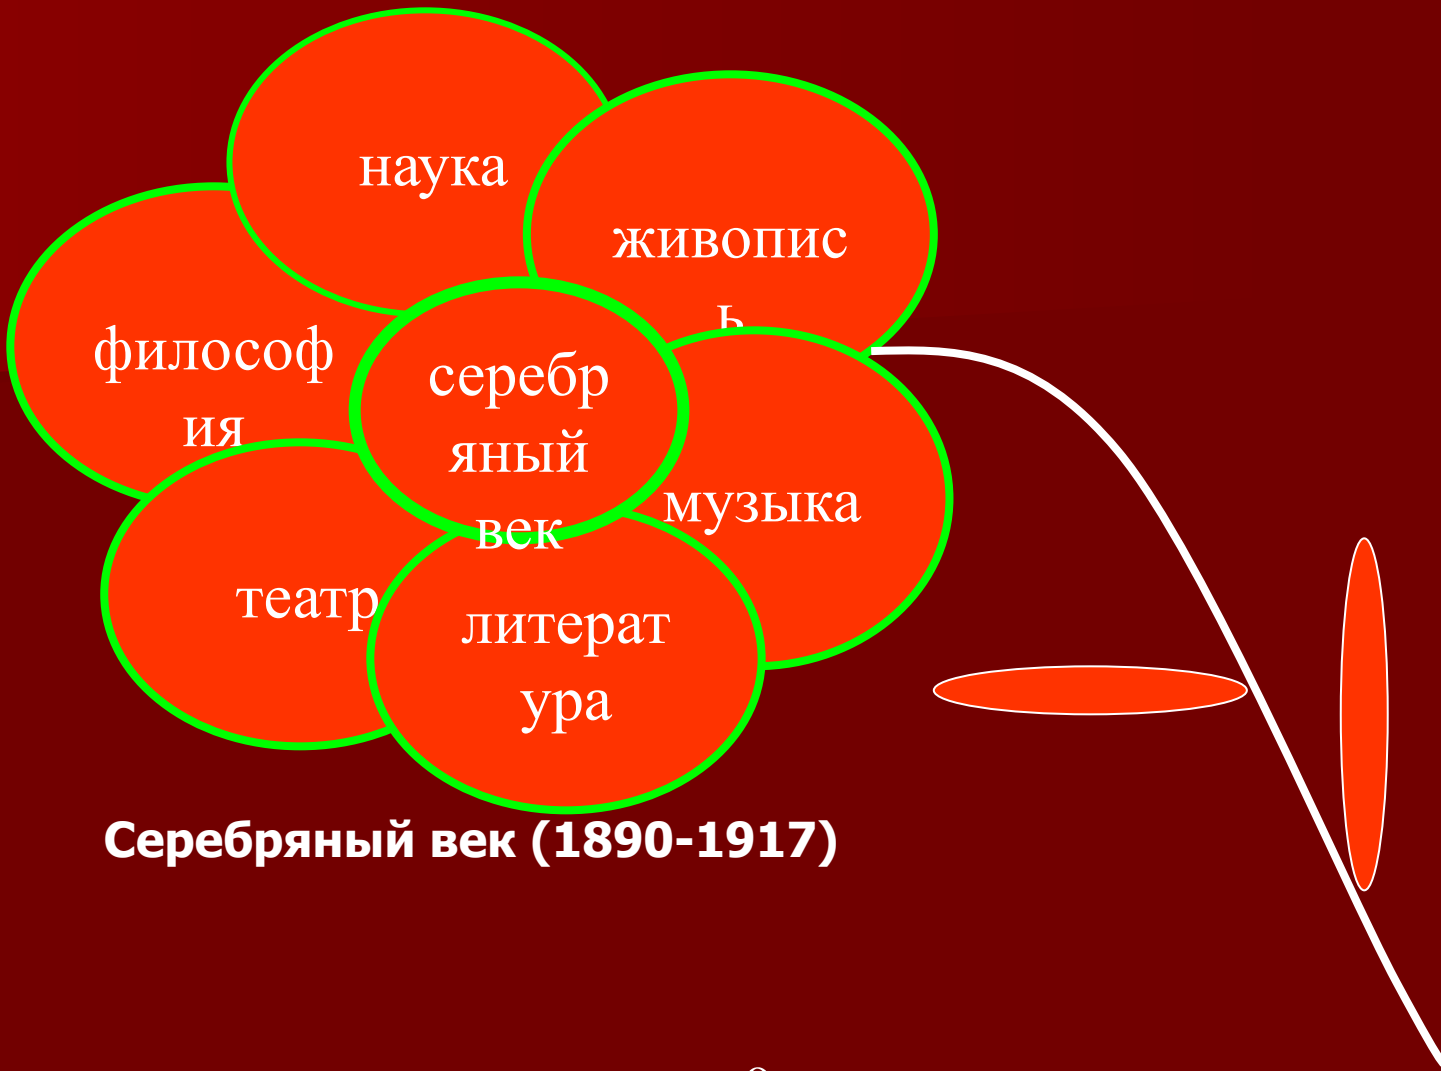 наука
живопис
ь
философ
ия
серебр
яный
век
музыка
театр
литерат
ура
Серебряный век (1890-1917)